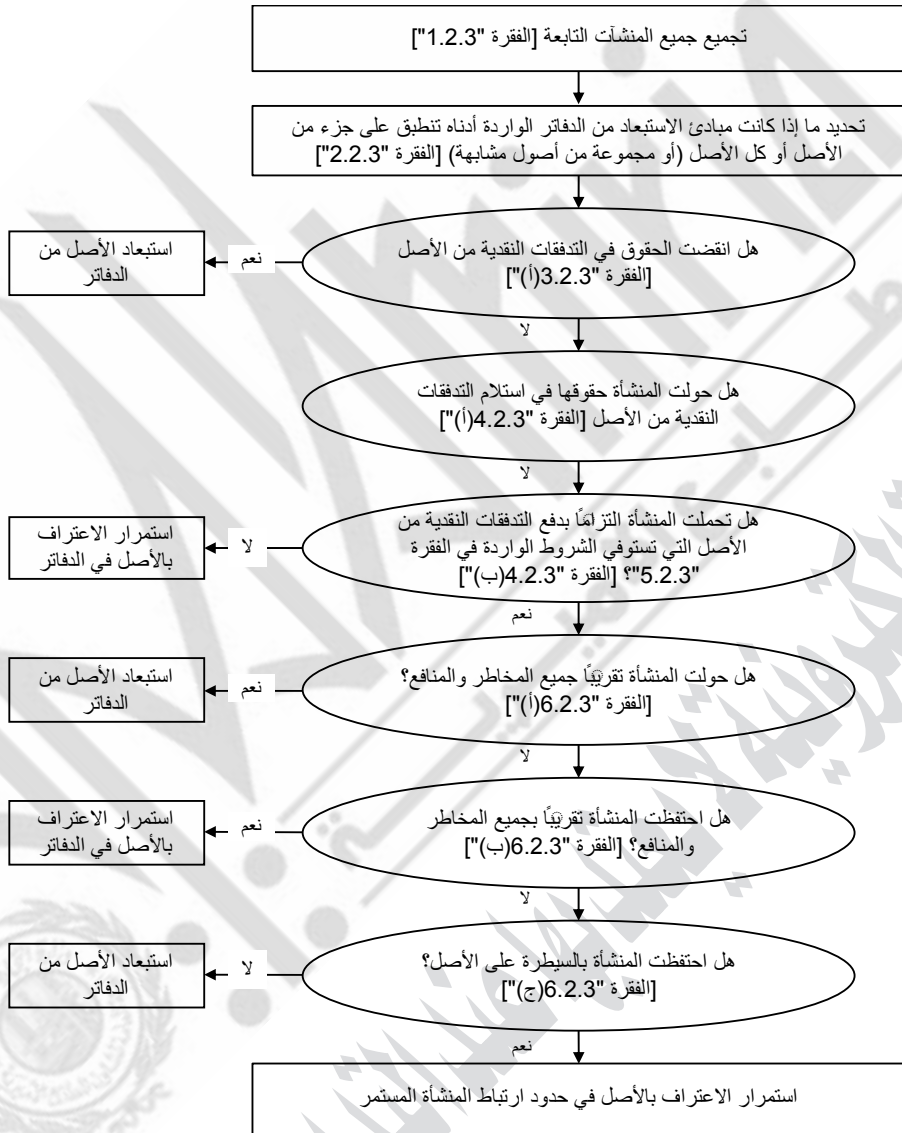 تجميع جميع المنشآت التابعة [الفقرة "1.2.3"]
تحديد ما إذا كانت مبادئ الاستبعاد من الدفاتر الواردة أدناه تنطبق على جزء من
الأصل أو كل الأصل (أو مجموعة من أصول مشابهة) [الفقرة "2.2.3"]
هل انقضت الحقوق في التدفقات النقدية من الأصل
[الفقرة "3.2.3(أ)"]
نعم
استبعاد الأصل من
الدفاتر
لا
هل حولت المنشأة حقوقها في استلام التدفقات
النقدية من الأصل [الفقرة "4.2.3(أ)"]
لا
هل تحملت المنشأة التزامًا بدفع التدفقات النقدية من
الأصل التي تستوفي الشروط الواردة في الفقرة
"5.2.3"؟ [الفقرة "4.2.3(ب)"]
لا
استمرار الاعتراف
بالأصل في الدفاتر
نعم
هل حولت المنشأة تقريبًا جميع المخاطر والمنافع؟
[الفقرة "6.2.3(أ)"]
نعم
استبعاد الأصل من
الدفاتر
لا
هل احتفظت المنشأة تقريبًا بجميع المخاطر
والمنافع؟ [الفقرة "6.2.3(ب)"]
نعم
استمرار الاعتراف
بالأصل في الدفاتر
لا
هل احتفظت المنشأة بالسيطرة على الأصل؟
[الفقرة "6.2.3(ج)"]
لا
استبعاد الأصل من
الدفاتر
نعم
استمرار الاعتراف بالأصل في حدود ارتباط المنشأة المستمر